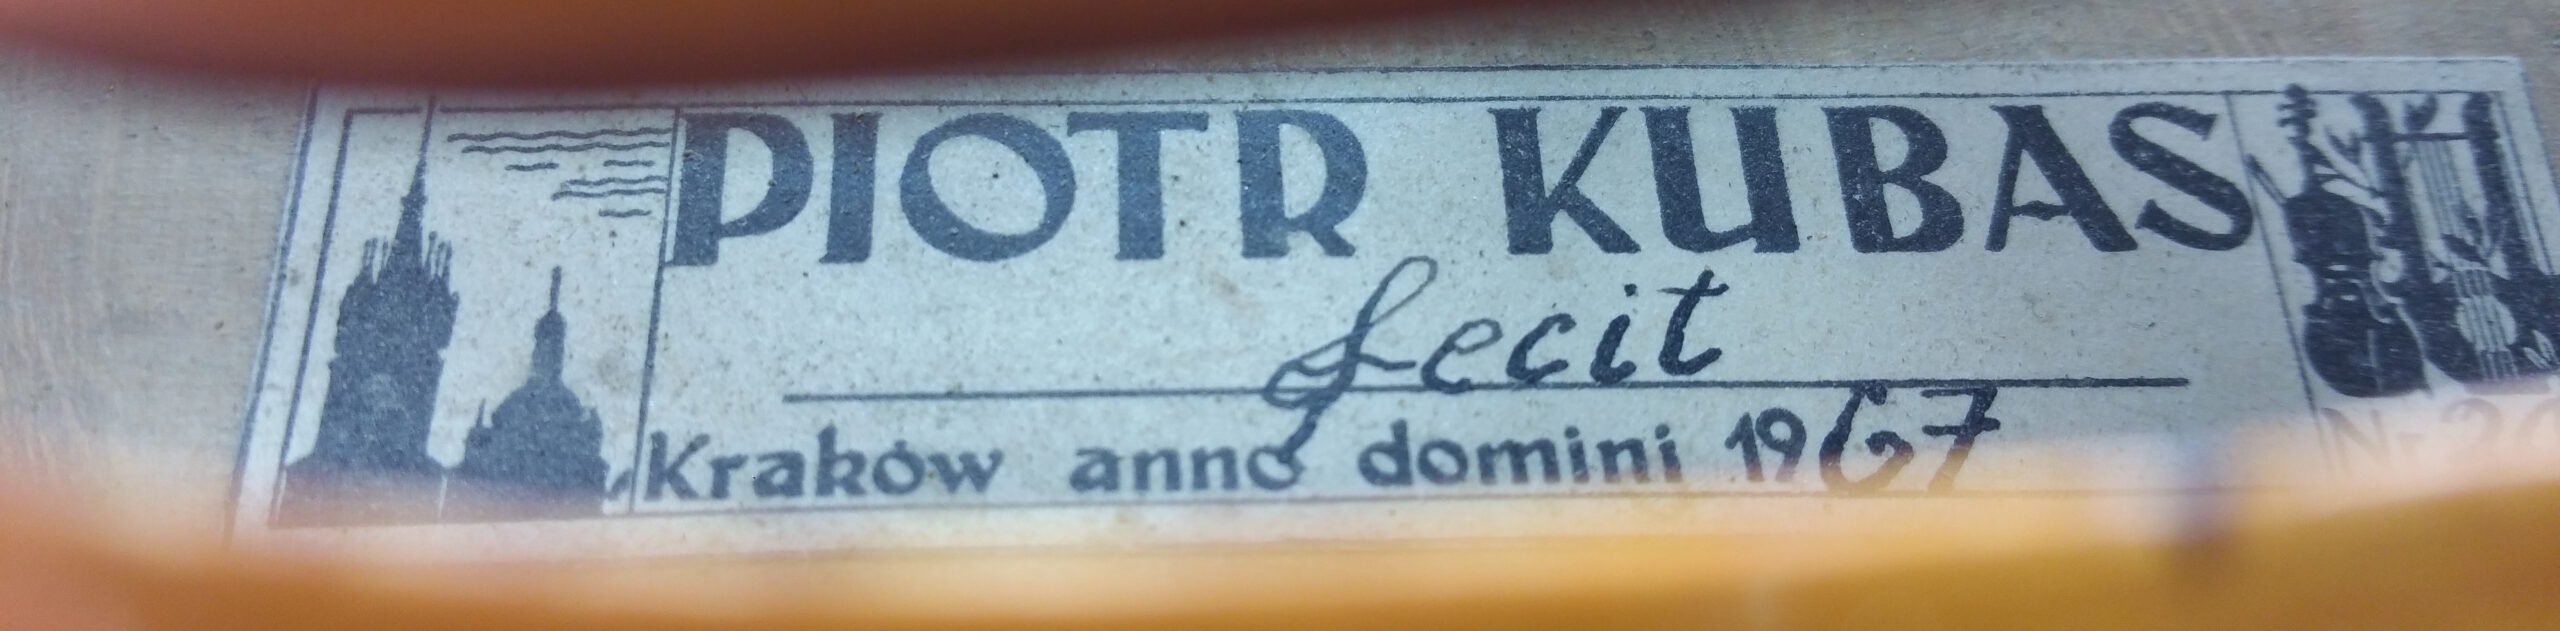 PIOTR KUBAS
fecit
Kraków anno domini 1967